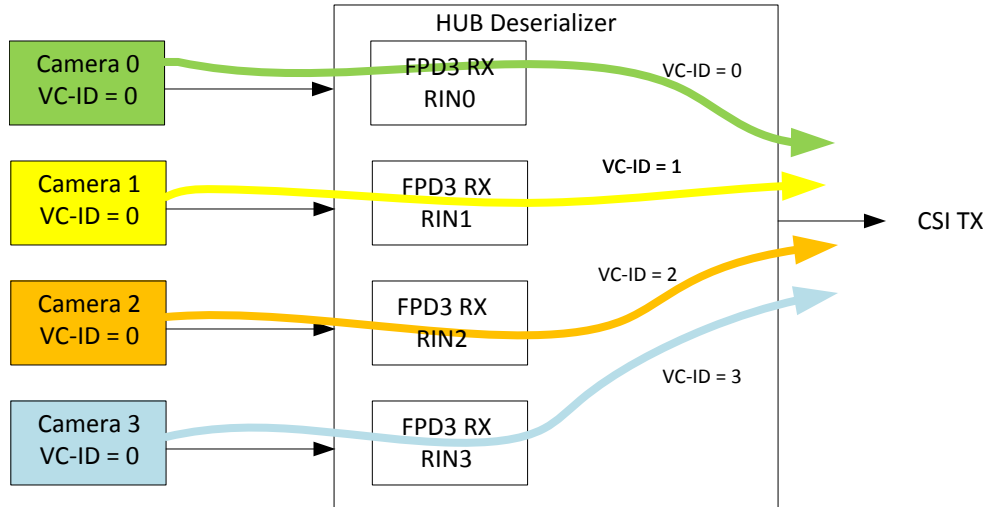 HUB Deserializer
Camera 0
VC-ID = 0
FPD3 RX
RIN0
VC-ID = 0
Camera 1
VC-ID = 0
FPD3 RX
RIN1
VC-ID = 1
CSI TX
Camera 2
VC-ID = 0
FPD3 RX
RIN2
VC-ID = 2
Camera 3
VC-ID = 0
FPD3 RX
RIN3
VC-ID = 3